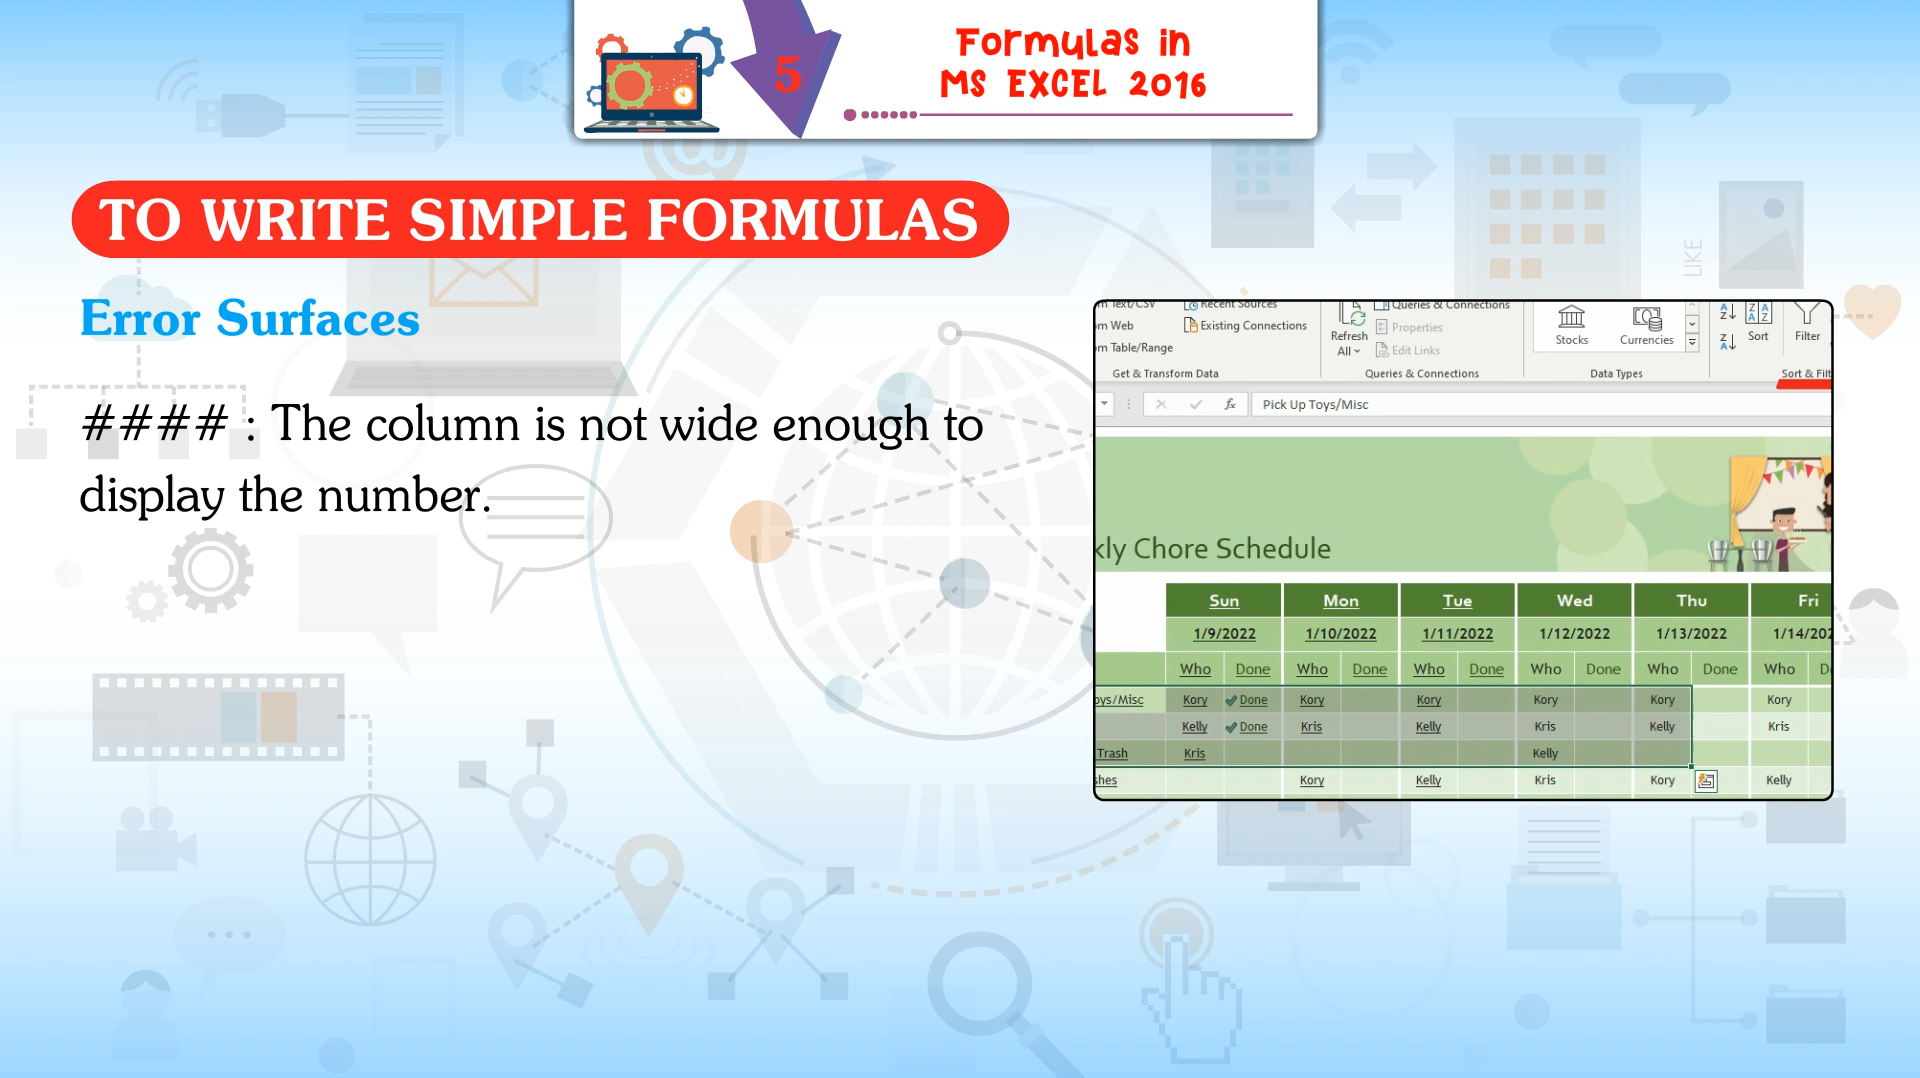 5
Formulas in
MS EXCEL 2016
TO WRITE SIMPLE FORMULAS
Error Surfaces
#### : The column is not wide enough to
display the number.
LIKE
Recent Sources Queries & Connections
Web Existing Connections Refresh Properties Stocks Currencies Sort Filter
Table/Range All Edit Links
Get & Transform Data Queries & Connections Data Types Sort &
fx Pick Up Toys/Misc
Chore Schedule
Sun Mon Tue Wed Thu Fri
1/9/2022 1/10/2022 1/11/2022 1/12/2022 1/13/2022
Who Done Who Done Who Done Who Done Who Done Who
Kory Done Kory Kory Kory Kory Kory
Kelly Done Kris Kelly Kris Kelly Kris
Trash Kris Kelly
Kory Kelly Kris Kory Kelly